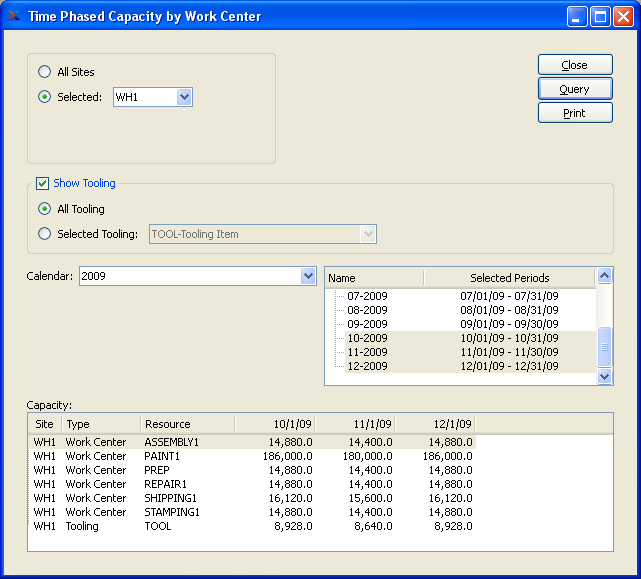 Time Phased Capacity by Work Center
All Sites
Selected: WH1
Close
Query
Print
Show Tooling
All Tooling
Selected Tooling: TOOL-Tooling Item
Calendar: 2009
Name Selected Periods
07-2009 07/01/09 - 07/31/09
08-2009 08/01/09 - 08/31/09
09-2009 09/01/09 - 09/30/09
10-2009 10/01/09 - 10/31/09
11-2009 11/01/09 - 11/30/09
12-2009 12/01/09 - 12/31/09
Capacity:
Site Type Resource 10/1/09 11/1/09 12/1/09
WH1 Work Center ASSEMBLY1 14,880.0 14,400.0 14,880.0
WH1 Work Center PAINT1 186,000.0 180,000.0 186,000.0
WH1 Work Center PREP 14,880.0 14,400.0 14,880.0
WH1 Work Center REPAIR1 14,880.0 14,400.0 14,880.0
WH1 Work Center SHIPPING1 16,120.0 15,600.0 16,120.0
WH1 Work Center STAMPING1 14,880.0 14,400.0 14,880.0
WH1 Tooling TOOL 8,928.0 8,640.0 8,928.0